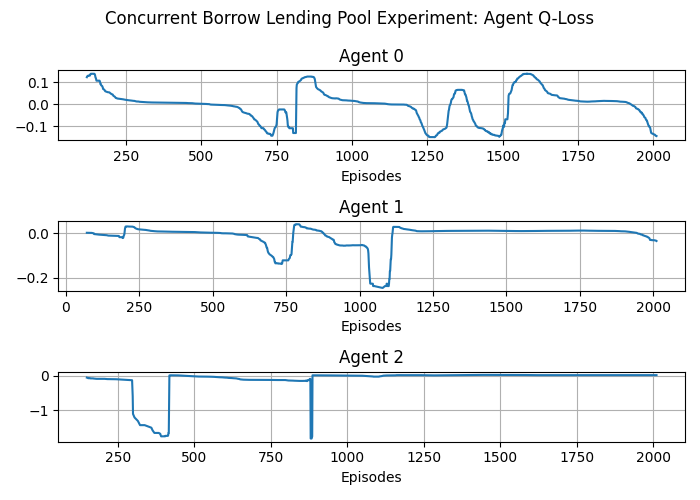 Concurrent Borrow Lending Pool Experiment: Agent Q-Loss
Agent 0
0.1
0.0
−0.1
250 500 750 1000 1250 1500 1750 2000
Episodes
Agent 1
0.0
−0.2
0 250 500 750 1000 1250 1500 1750 2000
Episodes
Agent 2
0
−1
250 500 750 1000 1250 1500 1750 2000
Episodes